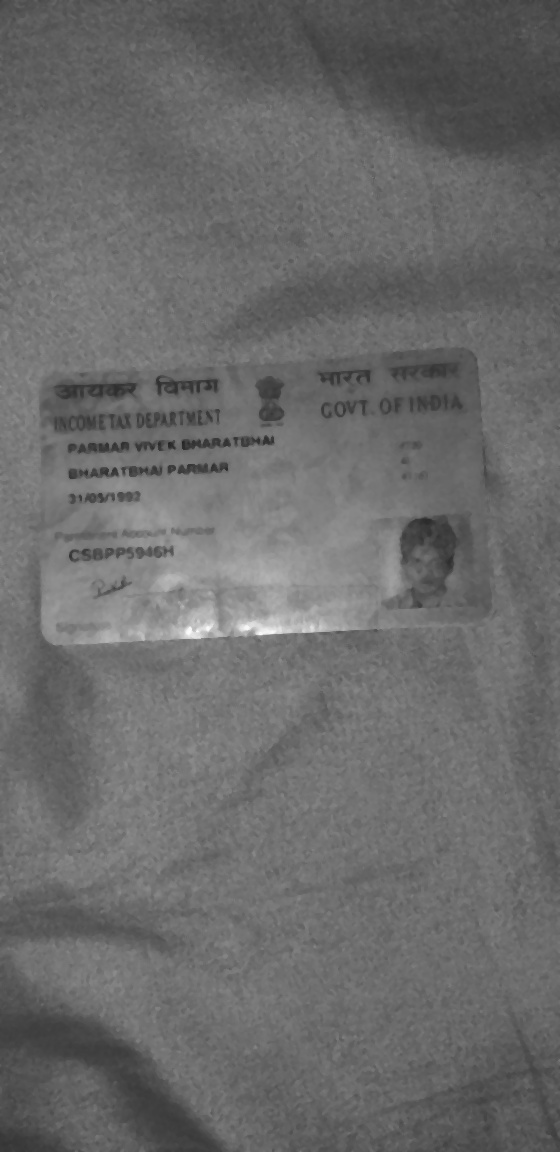 आयकर विभाग भारत सरकार
INCOME TAX DEPARTMENT GOVT. OF INDIA
PARMAR VIVEK BHARATBHAI
BHARATBHAI PARMAR
31/05/1992
Permanent Account Number
CSBPP5946H
Signature